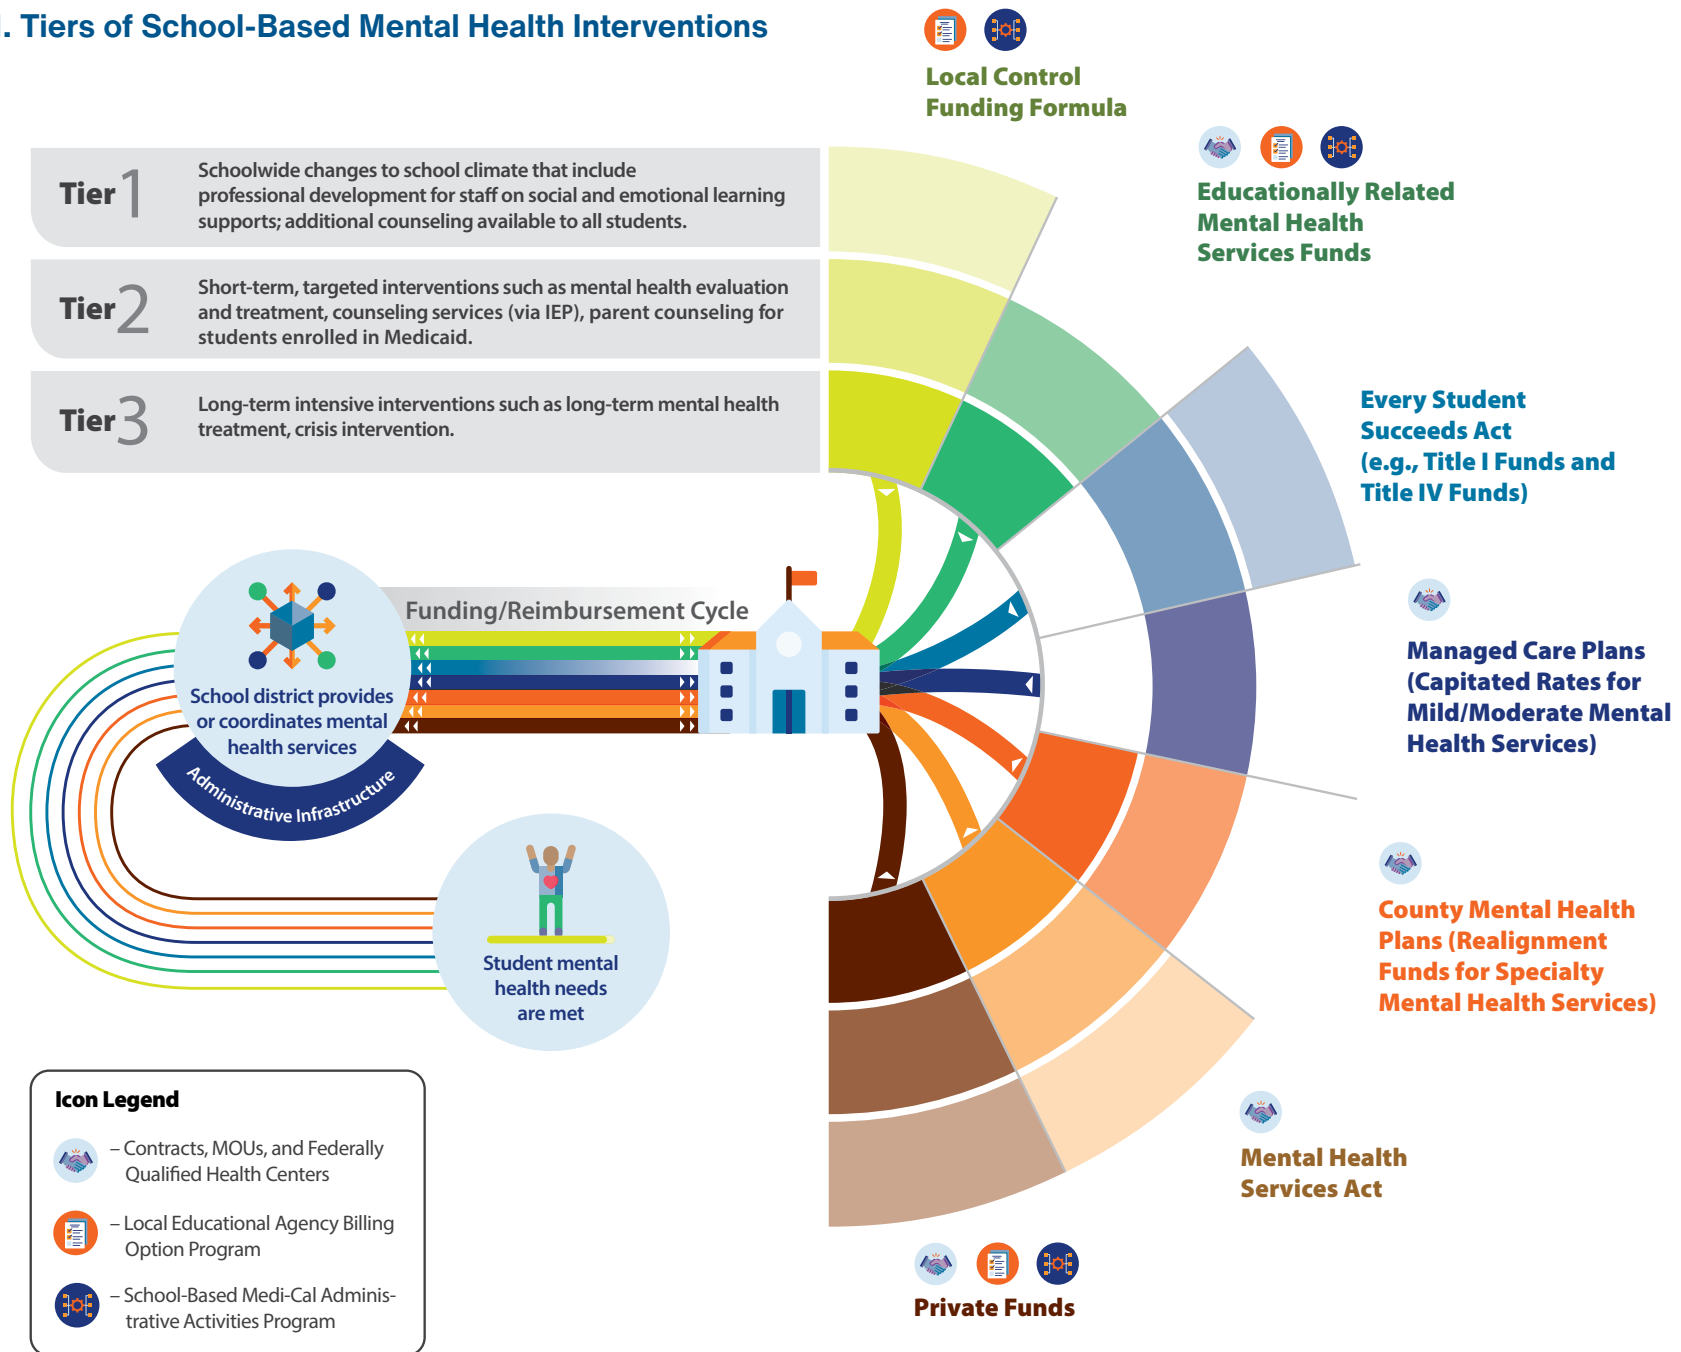 . Tiers of School-Based Mental Health Interventions
Local Control
Funding Formula
Educationally Related
Mental Health
Services Funds
Tier 1
Schoolwide changes to school climate that include
professional development for staff on social and emotional learning
supports; additional counseling available to all students.
Tier 2
Short-term, targeted interventions such as mental health evaluation
and treatment, counseling services (via IEP), parent counseling for
students enrolled in Medicaid.
Tier 3
Long-term intensive interventions such as long-term mental health
treatment, crisis intervention.
Every Student
Succeeds Act
(e.g., Title I Funds and
Title IV Funds)
Funding/Reimbursement Cycle
School district provides
or coordinates mental
health services
Administrative Infrastructure
Managed Care Plans
(Capitated Rates for
Mild/Moderate Mental
Health Services)
Student mental
health needs
are met
County Mental Health
Plans (Realignment
Funds for Specialty
Mental Health Services)
Mental Health
Services Act
Private Funds
Icon Legend
– Contracts, MOUs, and Federally
Qualified Health Centers
– Local Educational Agency Billing
Option Program
– School-Based Medi-Cal Adminis-
trative Activities Program